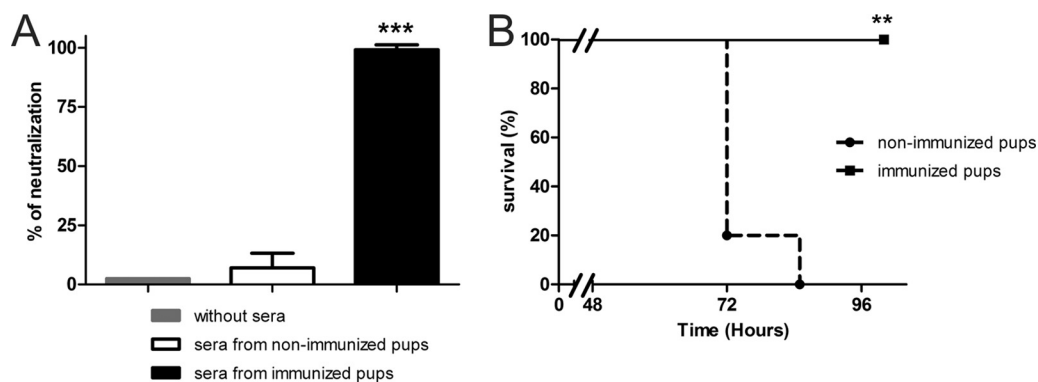 A
***
100
75
50
25
0
% of neutralization
without sera
sera from non-immunized pups
sera from immunized pups
B
**
100
80
60
40
20
0
survival (%)
0 48 72 96
Time (Hours)
non-immunized pups
immunized pups